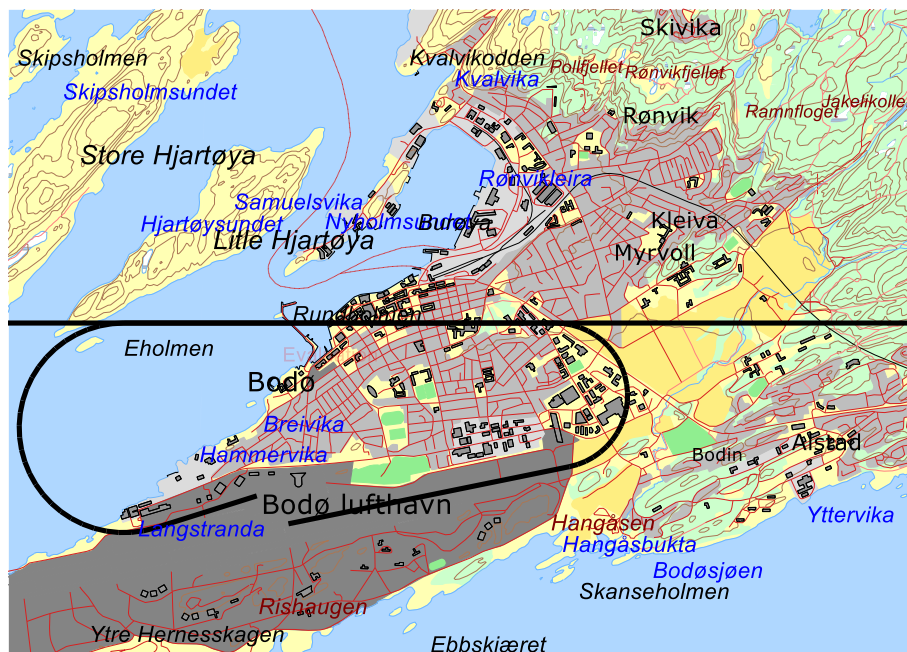 Skivika
Skipsholmen
Kvalvikodden
Pollfjellet
Rønvikfjellet
Kvalvika
Skipsholmsundet
Jakelikolle
Ramnfloget
Rønvik
Store Hjartøya
Rønvikleira
Samuelsvika
Hjartøysundet
Nyholmsundet
Burøya
Kleiva
Litle Hjartøya
Myrvoll
Rundholmen
Eholmen
Bodø
Breivika
Alstad
Hammervika
Bodin
Bodø lufthavn
Yttervika
Langstranda
Hangåsen
Hangåsbukta
Bodøsjøen
Skanseholmen
Rishaugen
Ytre Hernesskagen
Ebbskjæret